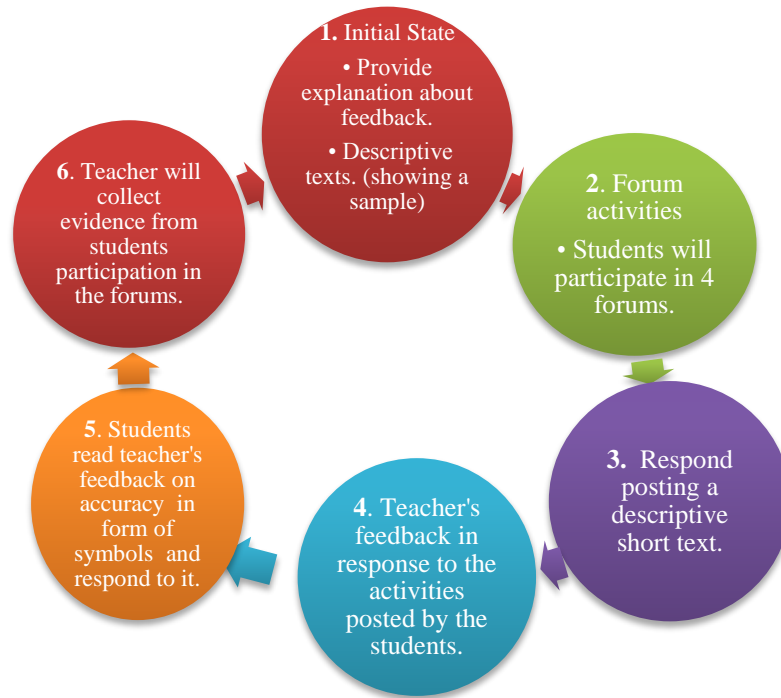 1. Initial State
• Provide
explanation about
feedback.
• Descriptive
texts. (showing a
sample)
2. Forum
activities
• Students will
participate in 4
forums.
3. Respond
posting a
descriptive
short text.
4. Teacher's
feedback in
response to the
activities
posted by the
students.
5. Students
read teacher's
feedback on
accuracy in
form of
symbols and
respond to it.
6. Teacher will
collect
evidence from
students
participation in
the forums.